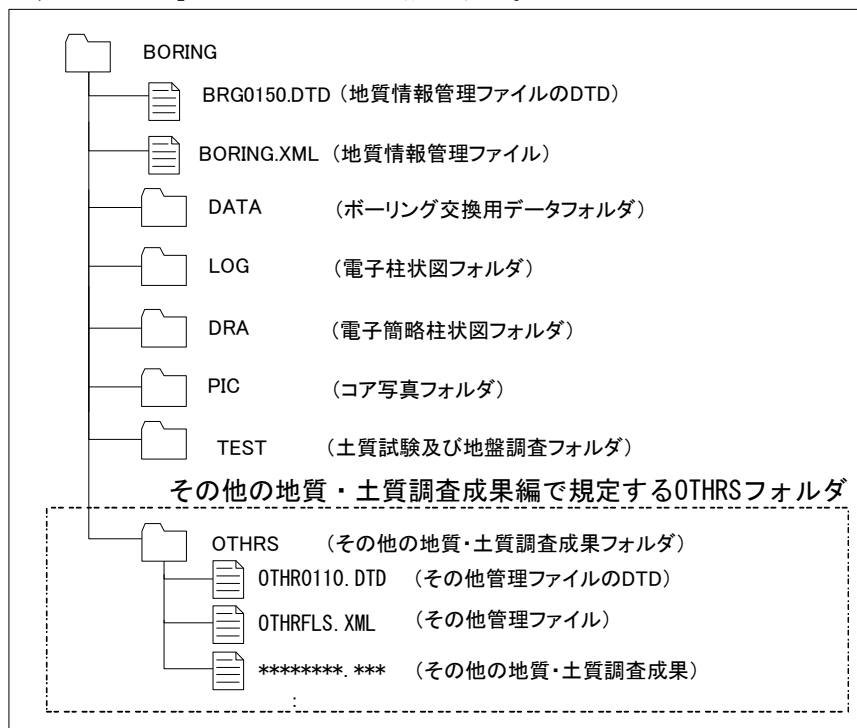 BORING
BRG0150.DTD（地質情報管理ファイルのDTD）
BORING.XML（地質情報管理ファイル）
DATA （ボーリング交換用データフォルダ）
LOG （電子柱状図フォルダ）
DRA （電子簡略柱状図フォルダ）
PIC （コア写真フォルダ）
TEST （土質試験及び地盤調査フォルダ）
その他の地質・土質調査成果編で規定するOTHRSフォルダ
OTHRS （その他の地質・土質調査成果フォルダ）
OTHR0110.DTD （その他管理ファイルのDTD）
OTHRFLS.XML （その他管理ファイル）
********.*** （その他の地質・土質調査成果）
: